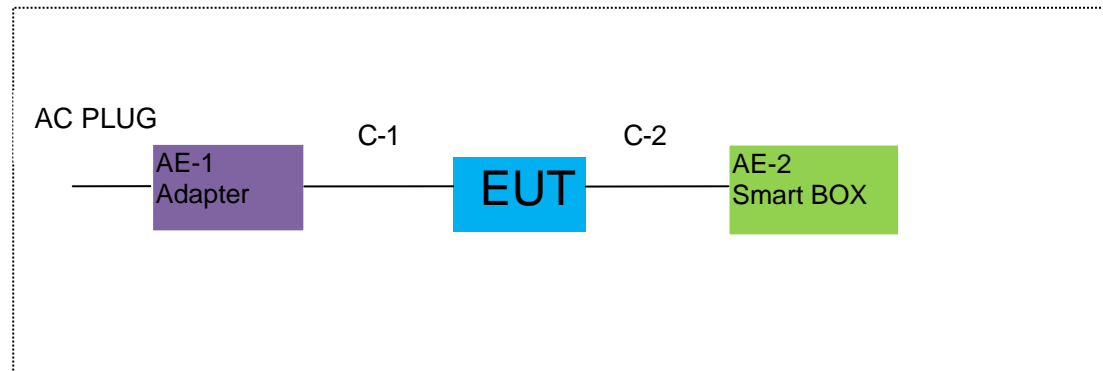 AC PLUG
C-1
C-2
AE-1
Adapter
EUT
AE-2
Smart BOX